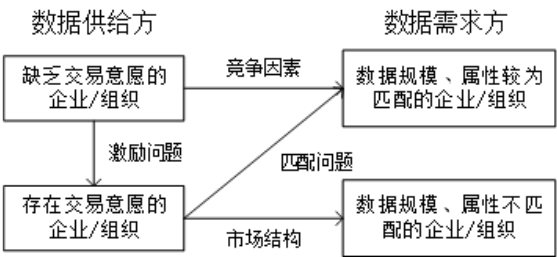 数据供给方
数据需求方
缺乏交易意愿的
企业/组织
竞争因素
数据规模、属性较为
匹配的企业/组织
激励问题
匹配问题
存在交易意愿的
企业/组织
市场结构
数据规模、属性不匹
配的企业/组织